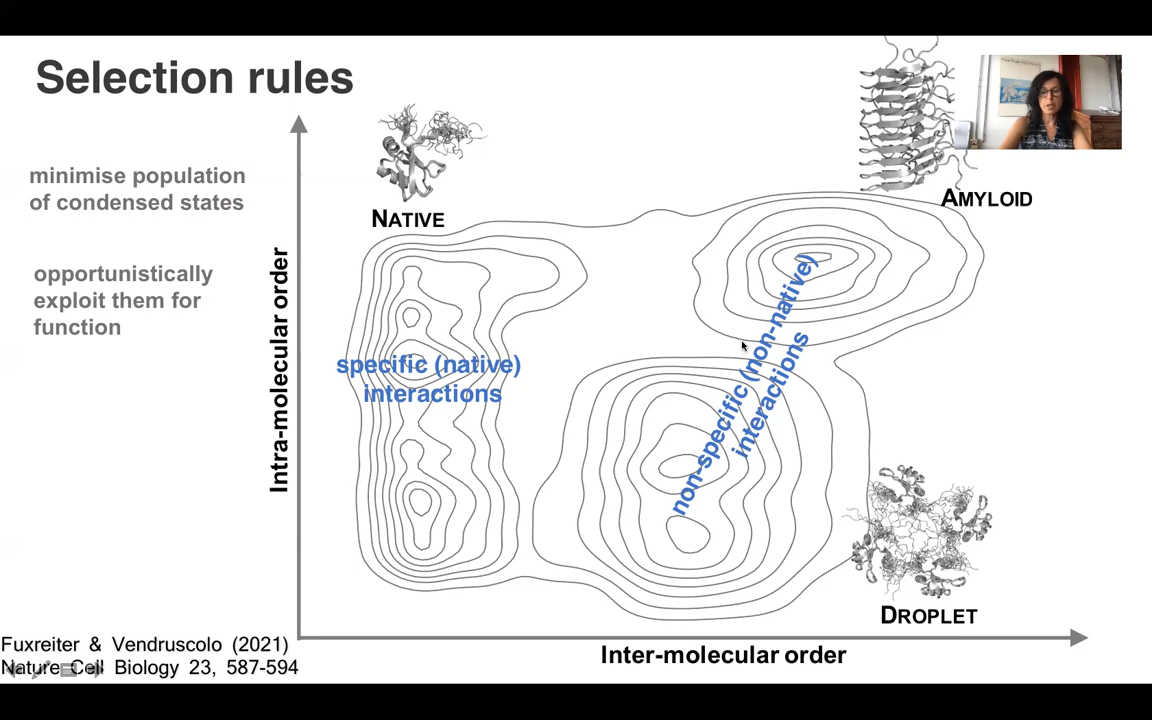 Selection rules
minimise population
of condensed states
opportunistically
exploit them for
function
NATIVE
AMYLOID
Intra-molecular order
specific (native)
interactions
non-specific (non-native)
interactions
DROPLET
Inter-molecular order
Fuxreiter & Vendruscolo (2021)
Nature Cell Biology 23, 587-594